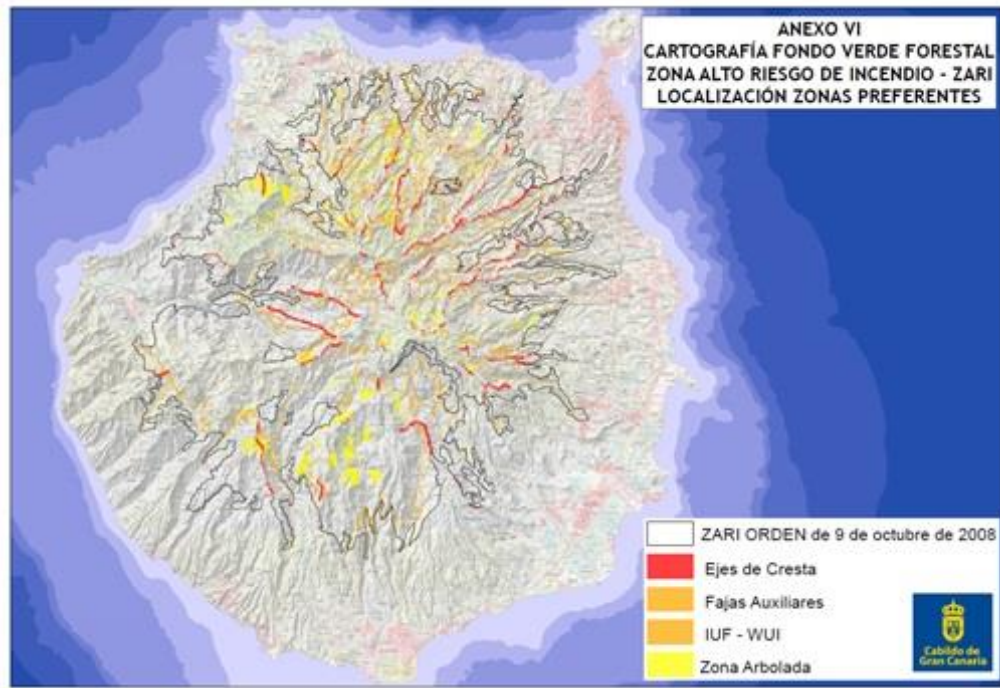 ANEXO VI
CARTOGRAFÍA FONDO VERDE FORESTAL
ZONA ALTO RIESGO DE INCENDIO - ZARI
LOCALIZACIÓN ZONAS PREFERENTES
ZARI ORDEN de 9 de octubre de 2008
Ejes de Cresta
Fajas Auxiliares
IUF - WUI
Zona Arbolada
Cabildo de
Gran Canaria